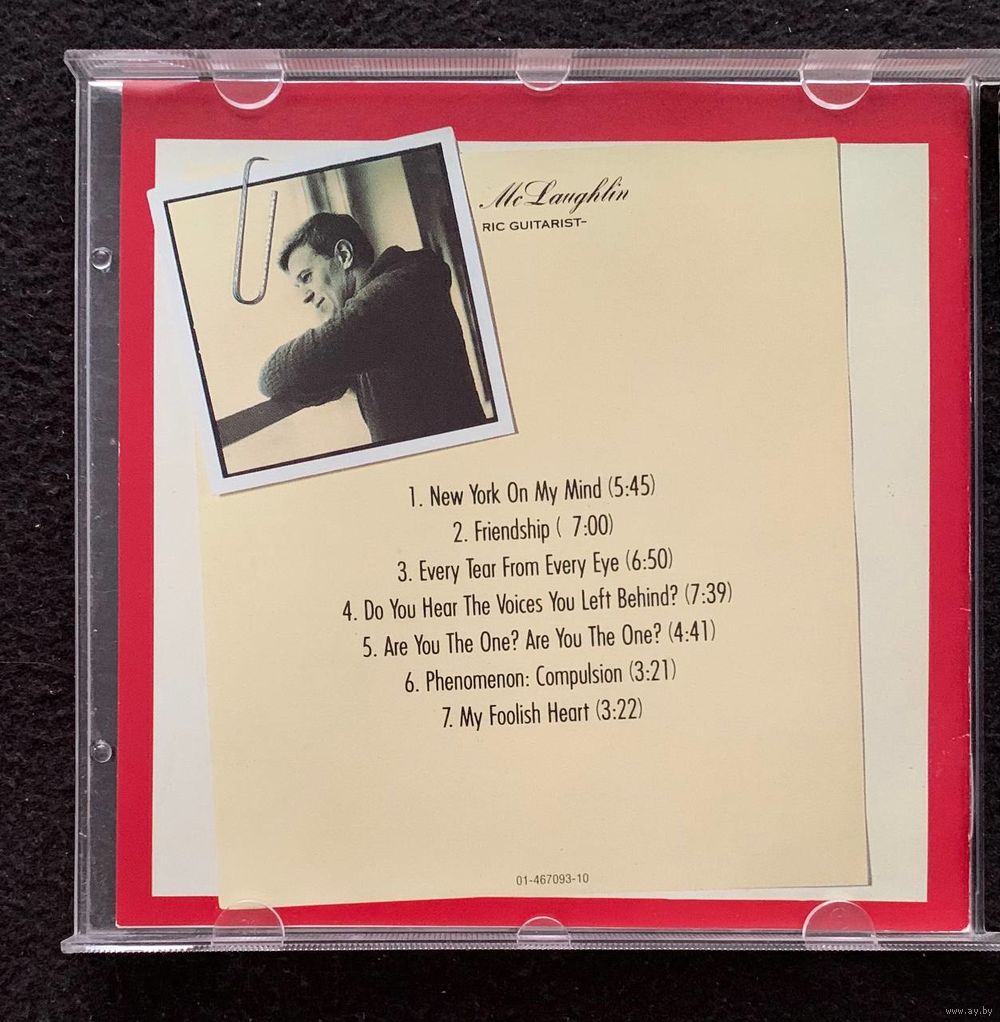 McLaughlin
RIC GUITARIST-
1. New York On My Mind (5:45)
2. Friendship ( 7:00)
3. Every Tear From Every Eye (6:50)
4. Do You Hear The Voices You Left Behind? (7:39)
5. Are You The One? Are You The One? (4:41)
6. Phenomenon: Compulsion (3:21)
7. My Foolish Heart (3:22)
01-467093-10
www.ay.by